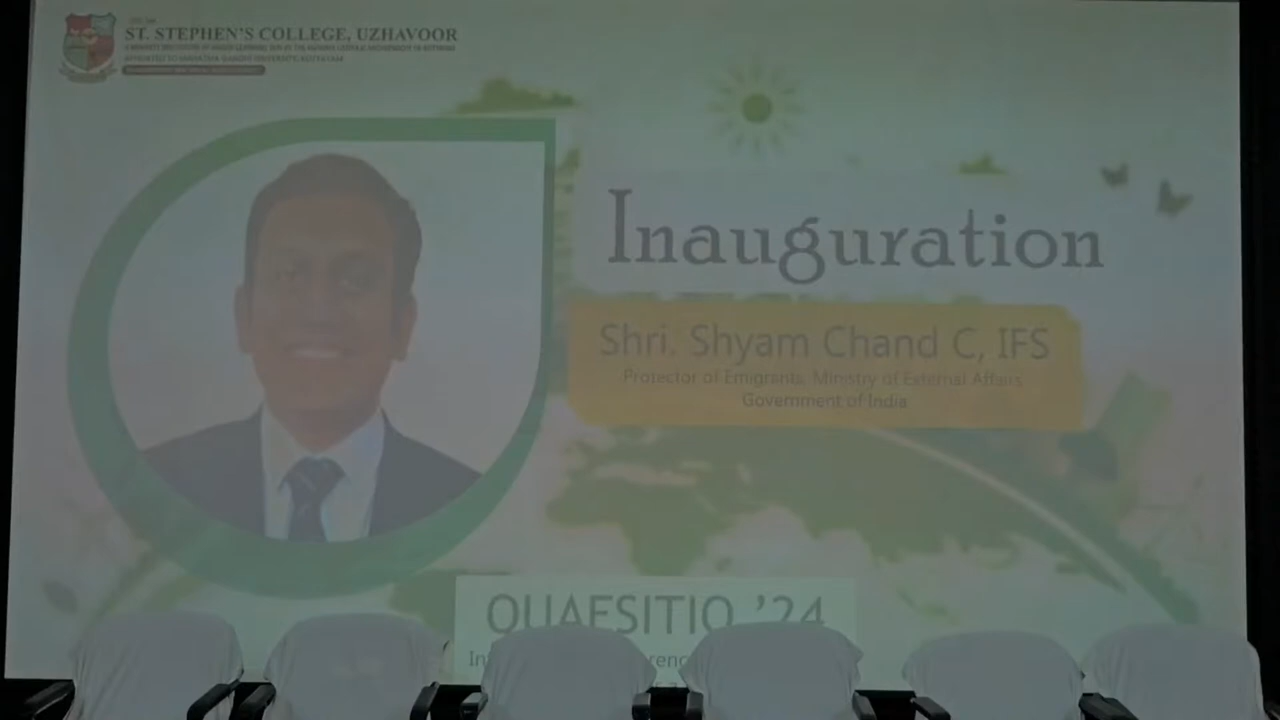 ST. STEPHEN'S COLLEGE, UZHAVOOR
Inauguration
Shri. Shyam Chand C, IFS
Protector of Emigrants, Ministry of External Affairs
Government of India
QUAESITIO '24